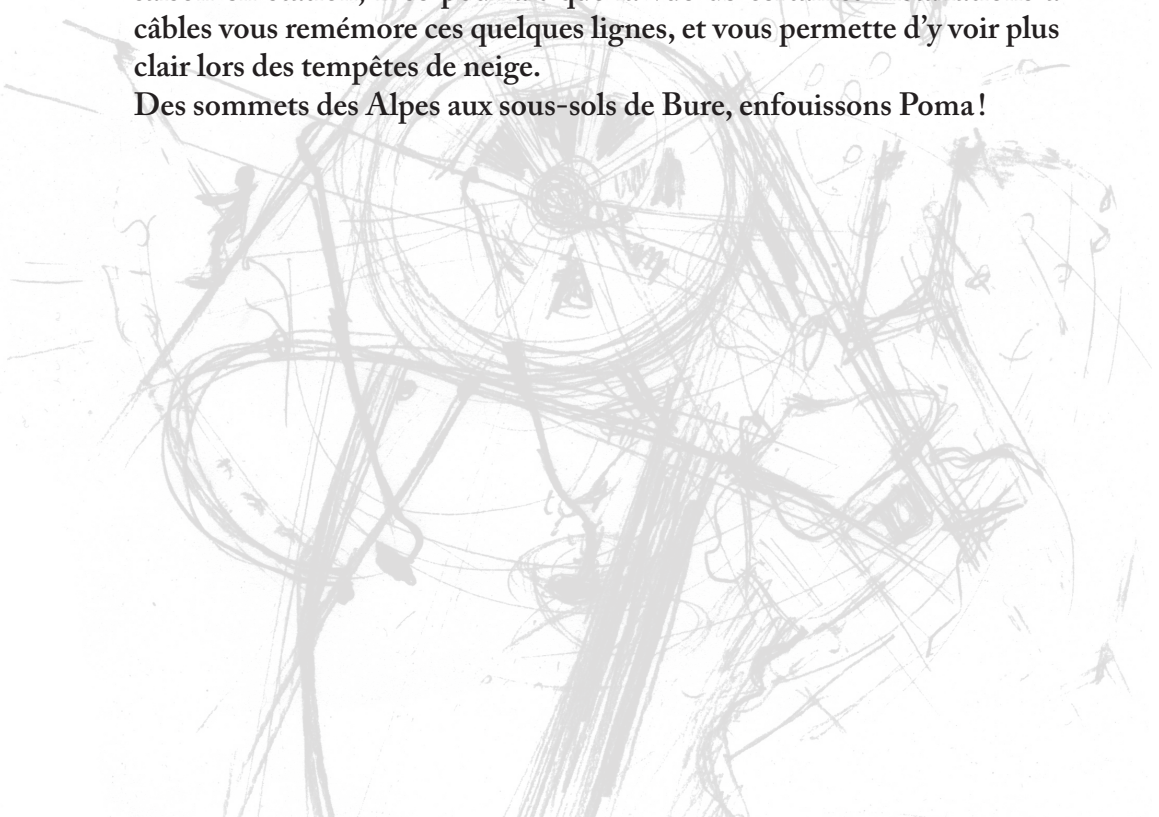 câbles vous remémore ces quelques lignes, et vous permette d’y voir plus
clair lors des tempêtes de neige.
Des sommets des Alpes aux sous-sols de Bure, enfouissons Poma !